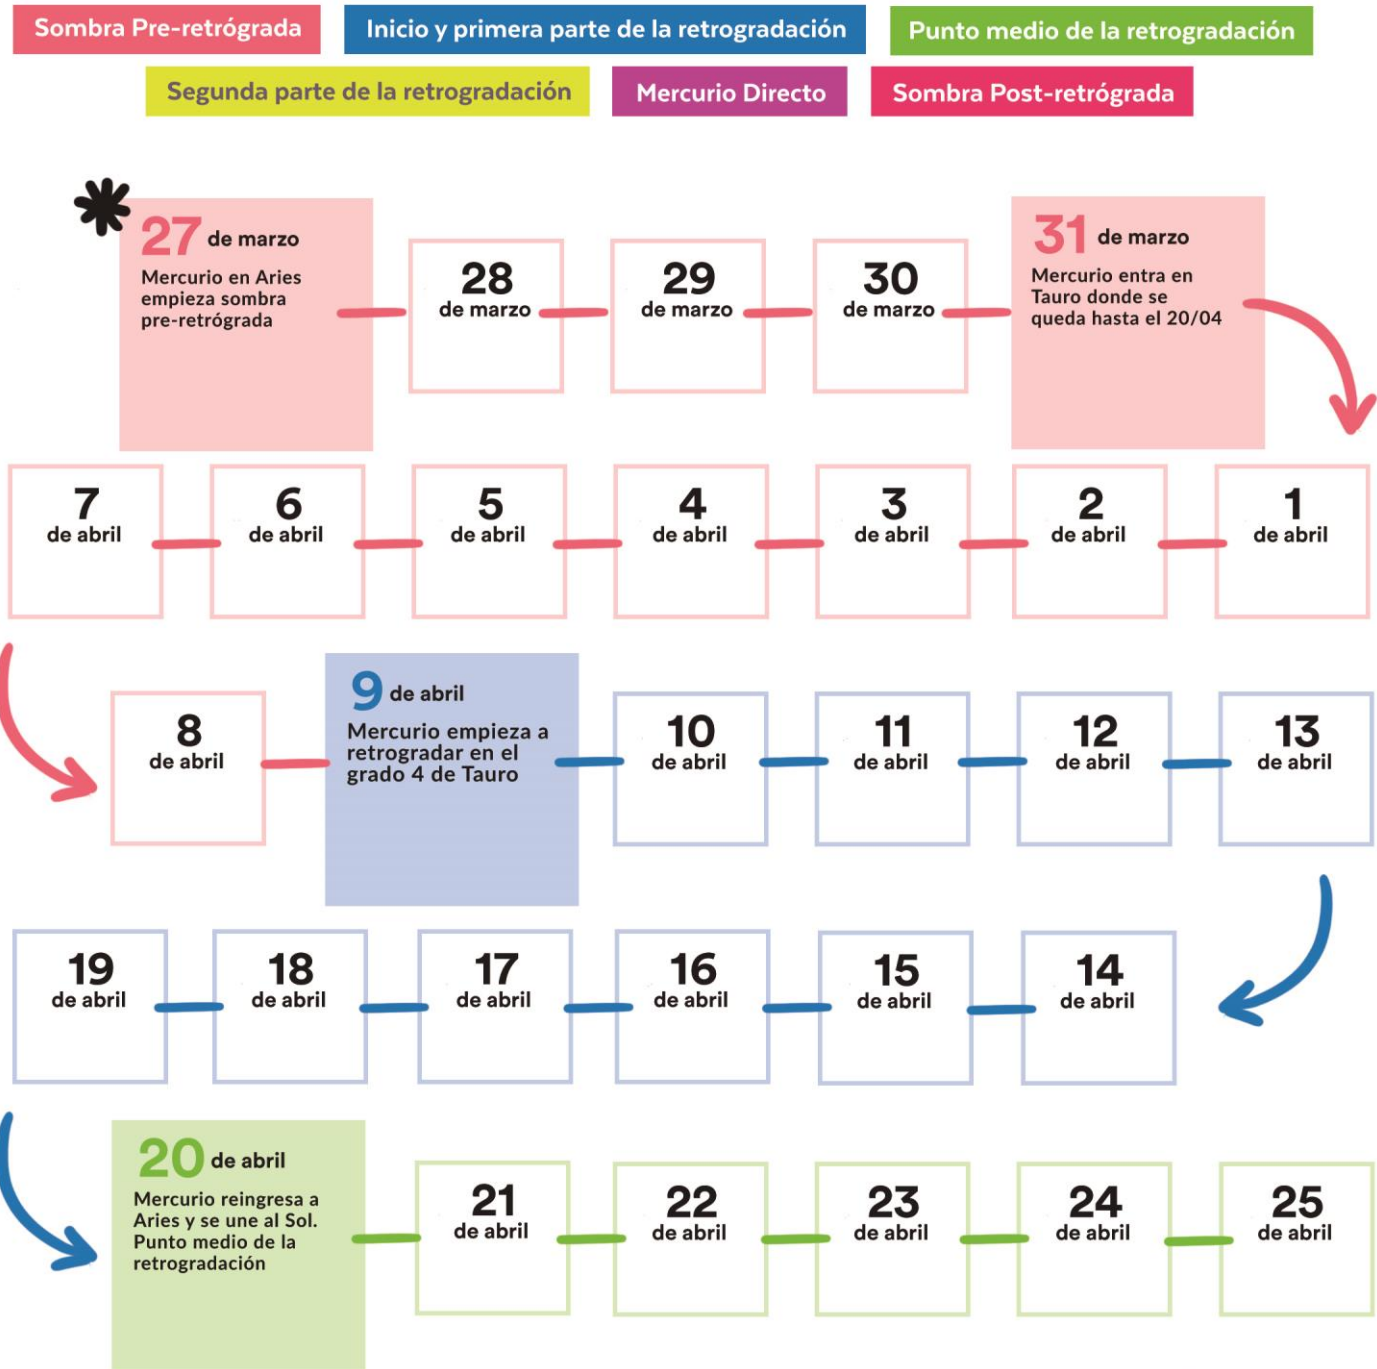 Sombra Pre-retrógrada
Inicio y primera parte de la retrogradación
Punto medio de la retrogradación
Segunda parte de la retrogradación
Mercurio Directo
Sombra Post-retrógrada
27 de marzo
Mercurio en Aries
empieza sombra
pre-retrógrada
28
de marzo
29
de marzo
30
de marzo
31 de marzo
Mercurio entra en
Tauro donde se
queda hasta el 20/04
7
de abril
6
de abril
5
de abril
4
de abril
3
de abril
2
de abril
1
de abril
8
de abril
9 de abril
Mercurio empieza a
retrogradar en el
grado 4 de Tauro
10
de abril
11
de abril
12
de abril
13
de abril
19
de abril
18
de abril
17
de abril
16
de abril
15
de abril
14
de abril
20 de abril
Mercurio reingresa a
Aries y se une al Sol.
Punto medio de la
retrogradación
21
de abril
22
de abril
23
de abril
24
de abril
25
de abril